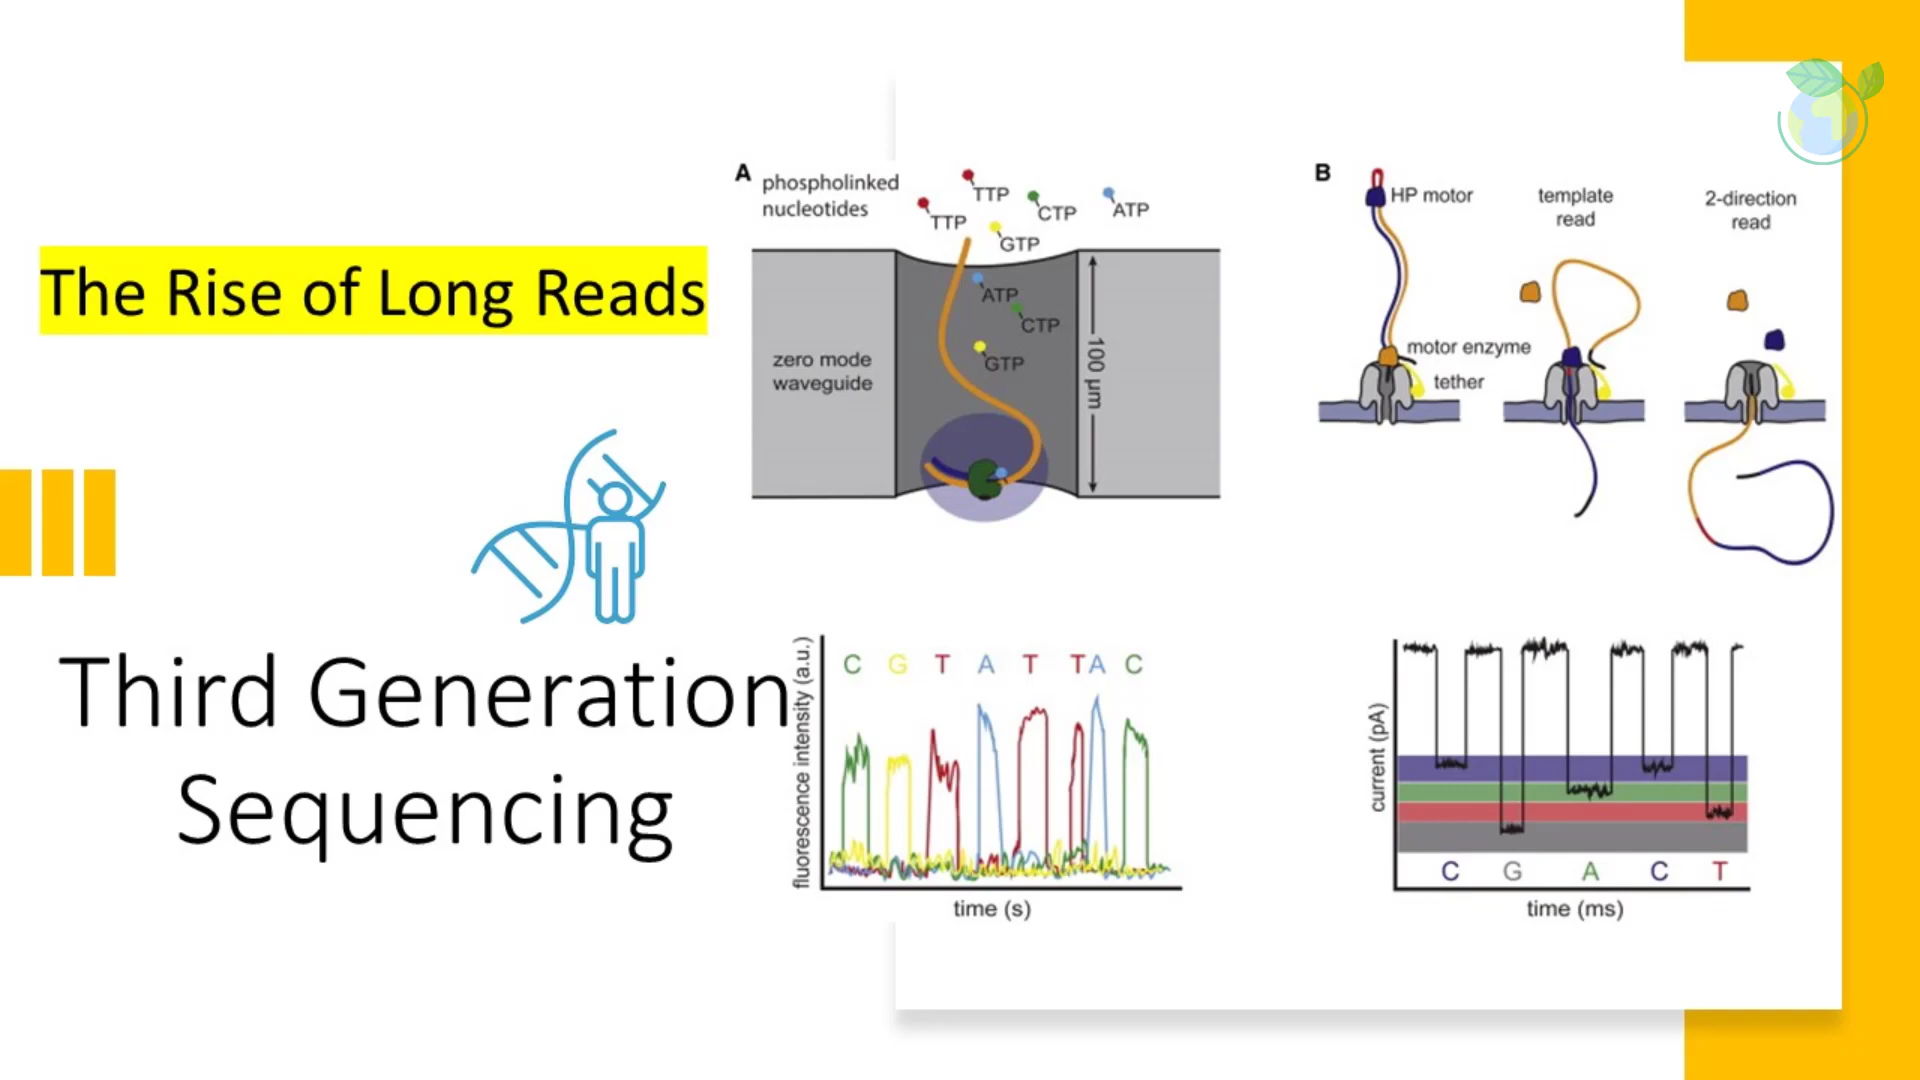 The Rise of Long Reads
Third Generation
Sequencing
A
phospholinked
nucleotides
TTP
TTP
CTP
ATP
GTP
ATP
CTP
GTP
zero mode
waveguide
100 µm
fluorescence intensity (a.u.)
C G T A T T A C
time (s)
B
HP motor
template
read
2-direction
read
motor enzyme
tether
current (pA)
C G A C T
time (ms)